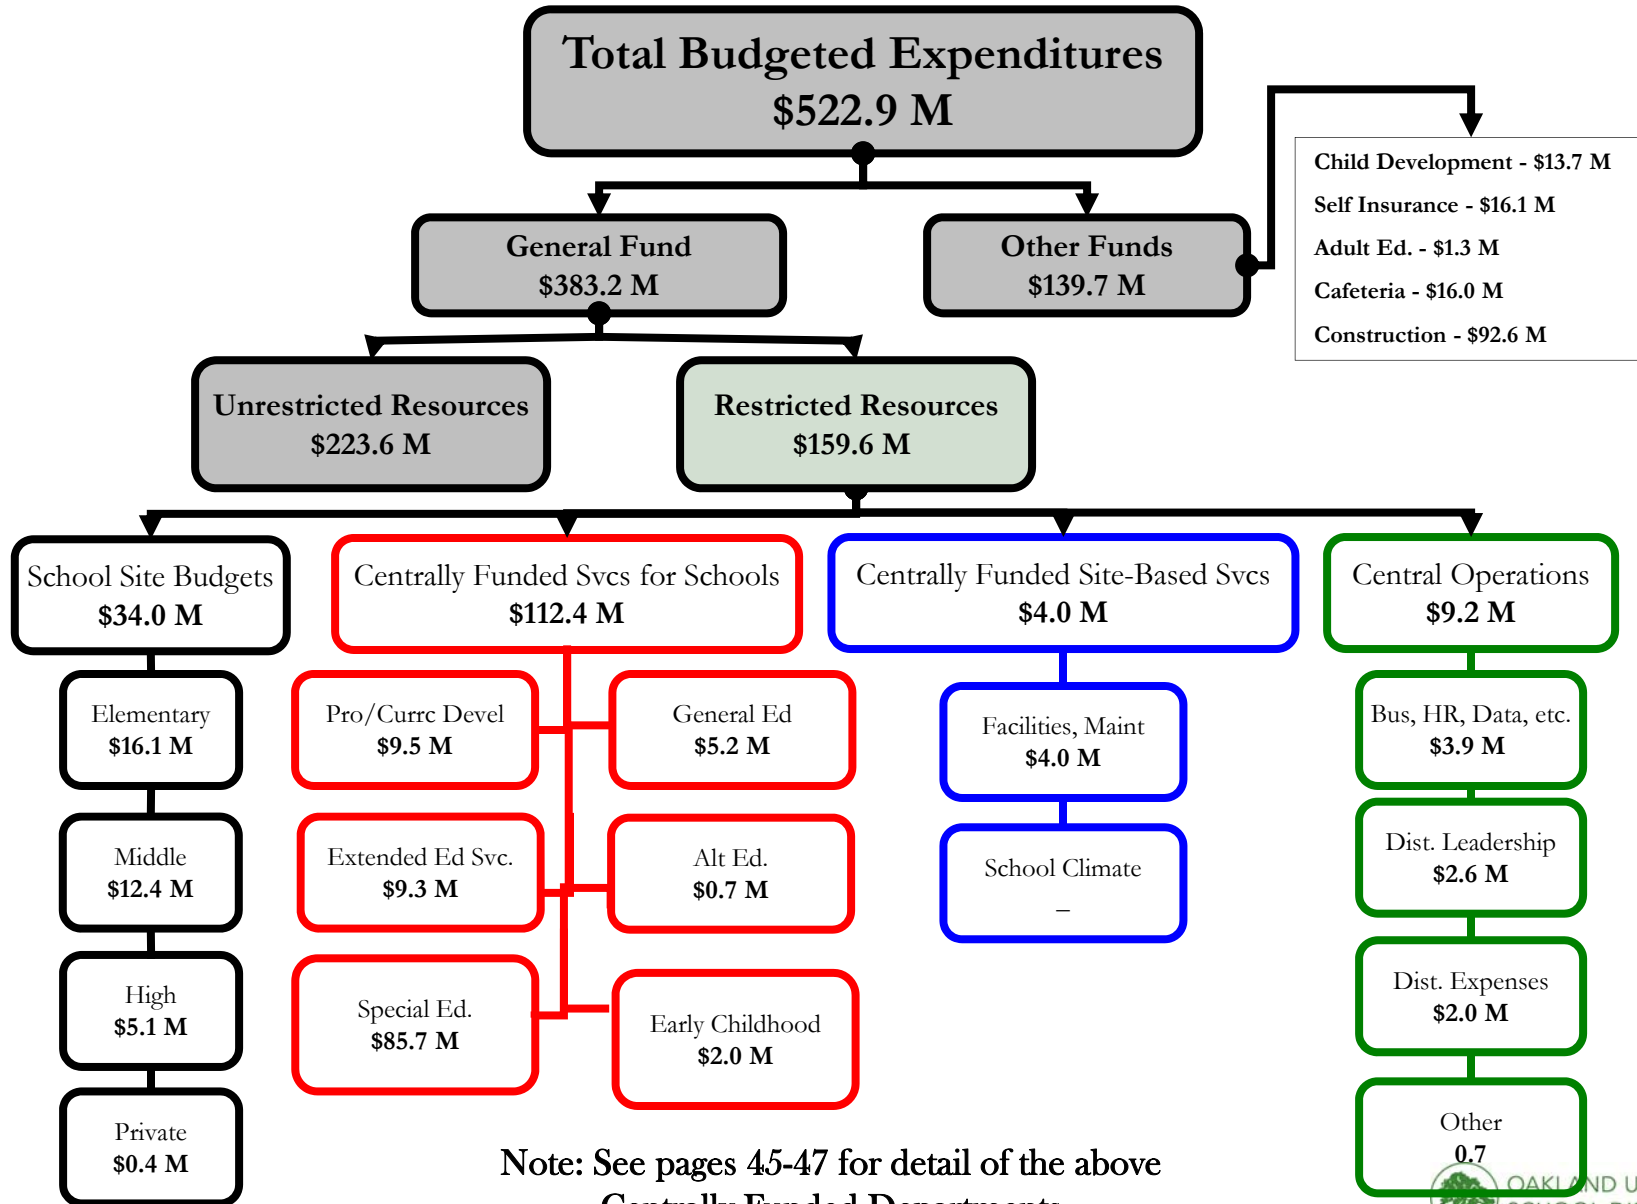 Total Budgeted Expenditures
$522.9 M
Child Development - $13.7 M
Self Insurance - $16.1 M
Adult Ed. - $1.3 M
Cafeteria - $16.0 M
Construction - $92.6 M
General Fund
$383.2 M
Other Funds
$139.7 M
Unrestricted Resources
$223.6 M
Restricted Resources
$159.6 M
School Site Budgets
$34.0 M
Centrally Funded Svcs for Schools
$112.4 M
Centrally Funded Site-Based Svcs
$4.0 M
Central Operations
$9.2 M
Elementary
$16.1 M
Middle
$12.4 M
High
$5.1 M
Private
$0.4 M
Pro/Currc Devel
$9.5 M
General Ed
$5.2 M
Extended Ed Svc.
$9.3 M
Alt Ed.
$0.7 M
Special Ed.
$85.7 M
Early Childhood
$2.0 M
Facilities, Maint
$4.0 M
School Climate
–
Bus, HR, Data, etc.
$3.9 M
Dist. Leadership
$2.6 M
Dist. Expenses
$2.0 M
Other
0.7
Note: See pages 45-47 for detail of the above
Centrally Funded Departments
OAKLAND U